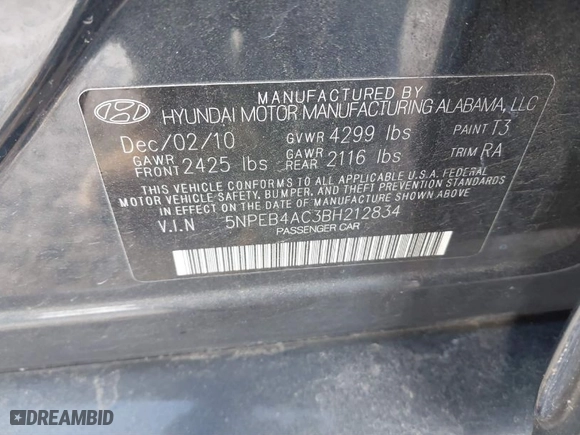 MANUFACTURED BY
HYUNDAI MOTOR MANUFACTURING ALABAMA, LLC
Dec/02/10 GVWR 4299 lbs PAINT T3
GAWR FRONT 2425 lbs GAWR REAR 2116 lbs TRIM RA
THIS VEHICLE CONFORMS TO ALL APPLICABLE U.S.A. FEDERAL
MOTOR VEHICLE SAFETY, BUMPER, AND THEFT PREVENTION STANDARDS
IN EFFECT ON THE DATE OF MANUFACTURE SHOWN ABOVE.
V.I.N 5NPEB4AC3BH212834
PASSENGER CAR
DREAMBID